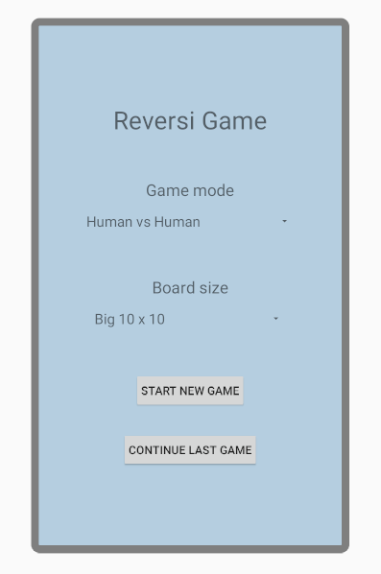 Reversi Game
Game mode
Human vs Human
Board size
Big 10 x 10
START NEW GAME
CONTINUE LAST GAME